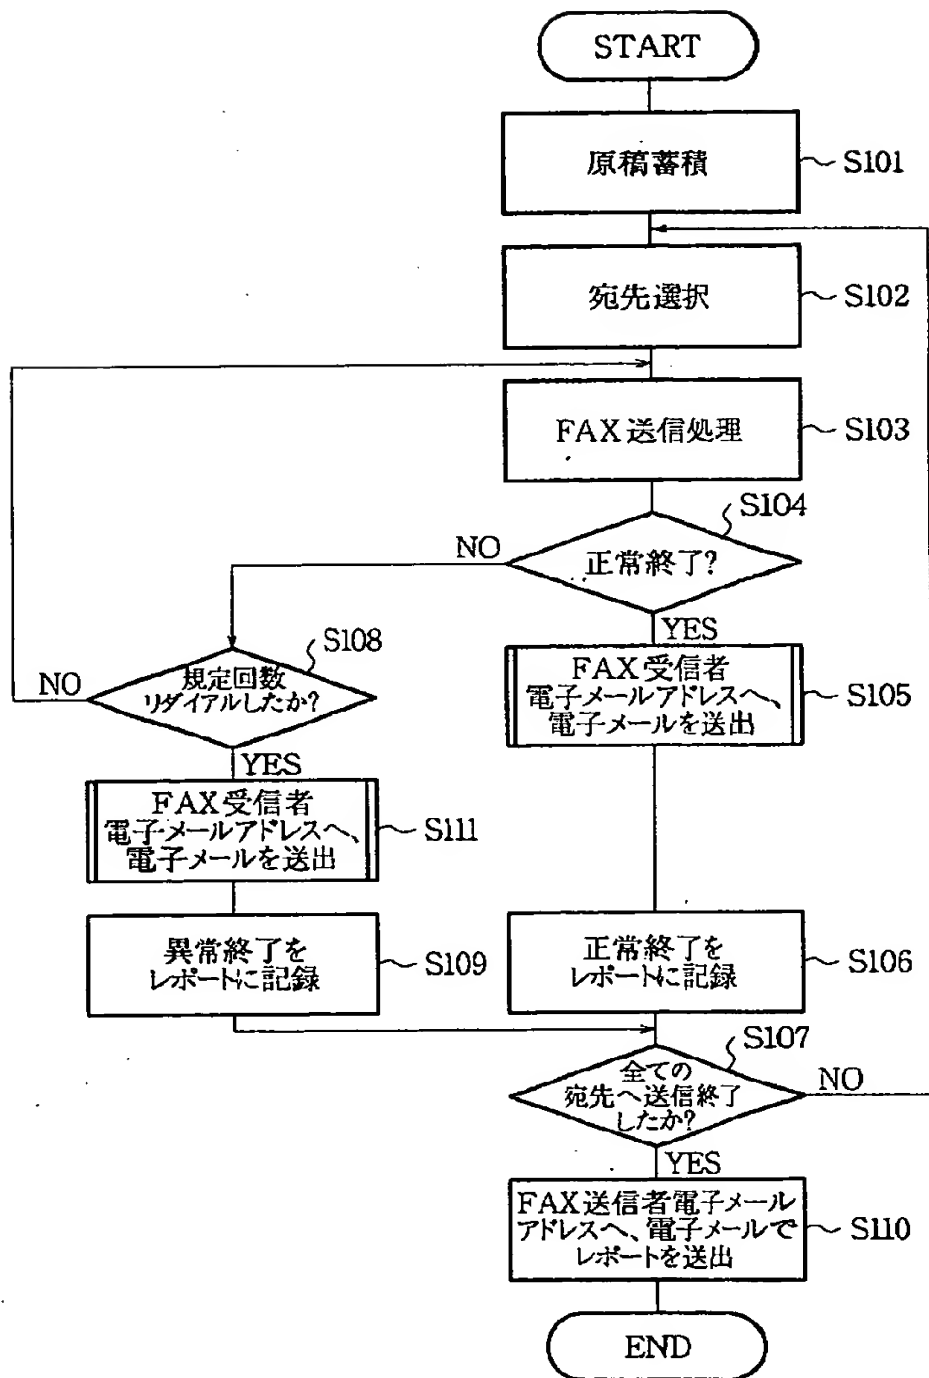 START
原稿蓄積
S101
宛先選択
S102
FAX送信処理
S103
S104
正常終了?
NO
YES
FAX受信者
電子メールアドレスへ、
電子メールを送出
S105
S108
規定回数
リダイアルしたか?
NO
YES
FAX受信者
電子メールアドレスへ、
電子メールを送出
S111
異常終了を
レポートに記録
S109
正常終了を
レポートに記録
S106
S107
全ての
宛先へ送信終了
したか?
NO
YES
FAX送信者電子メール
アドレスへ、電子メールで
レポートを送出
S110
END